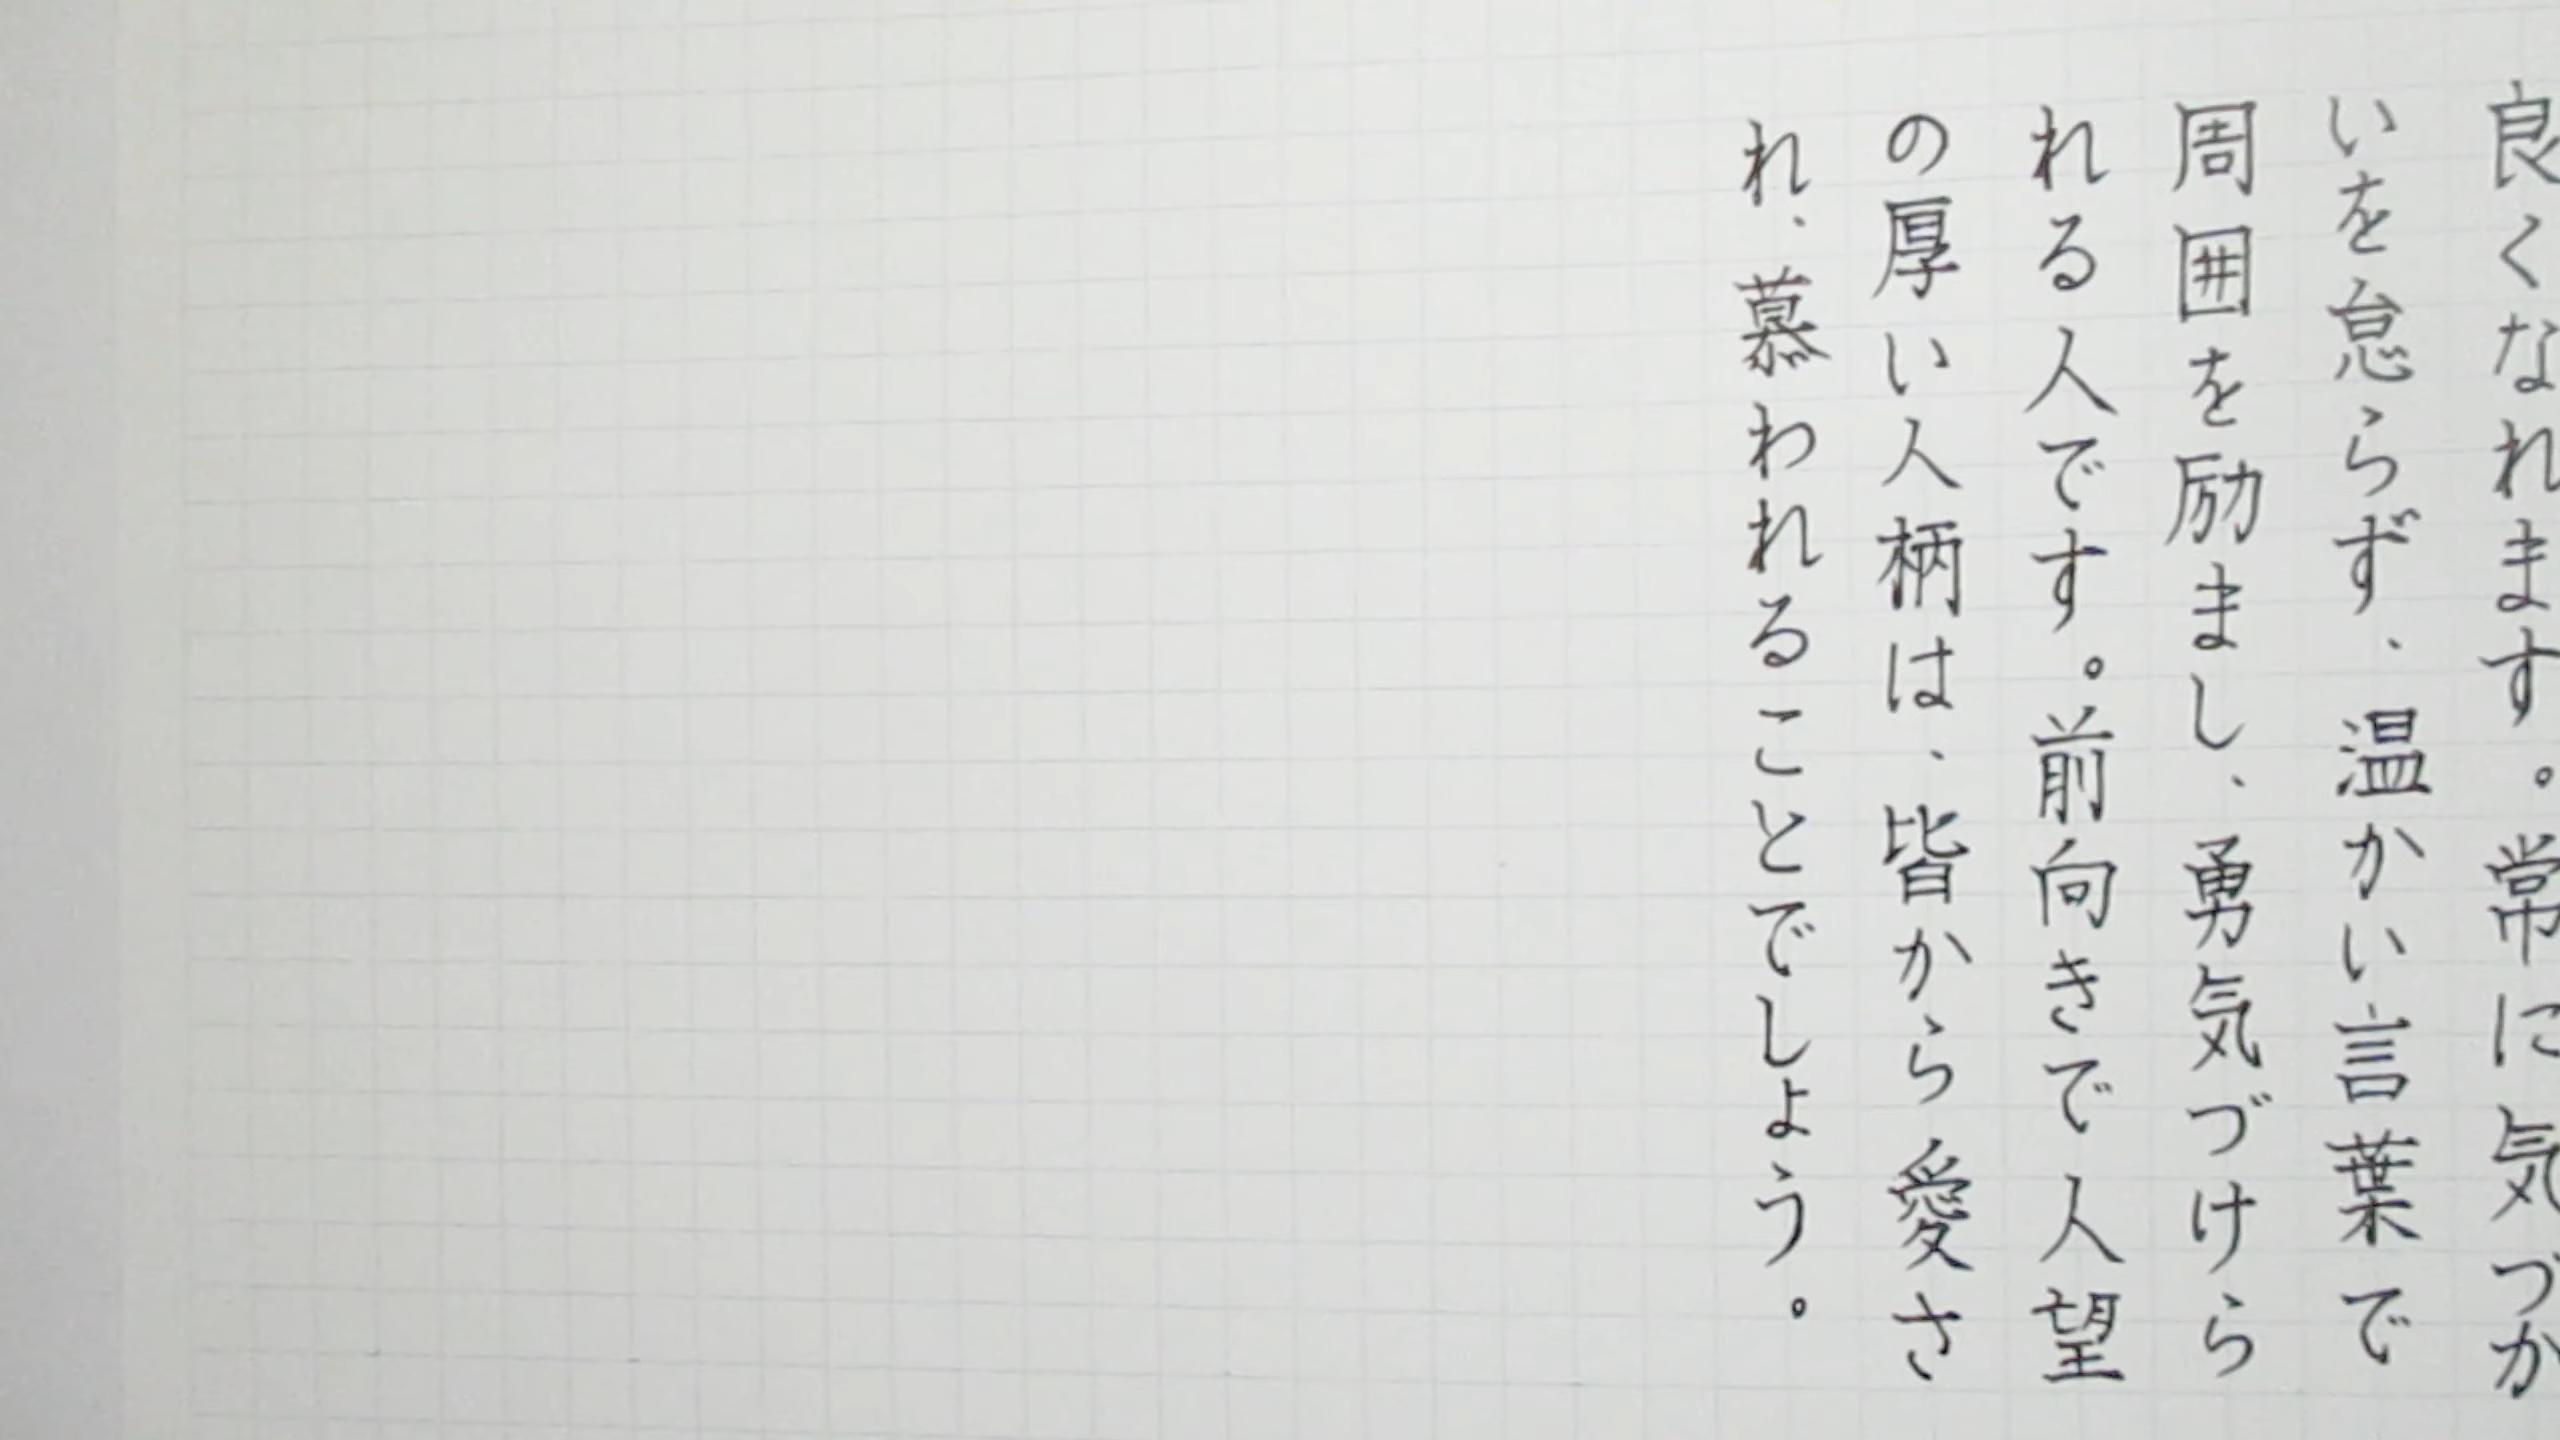 良くなれます。常に気づか
いを怠らず、温かい言葉で
周囲を励まし、勇気づけら
れる人です。前向きで人望
の厚い人柄は、皆から愛さ
れ、慕われることでしょう。